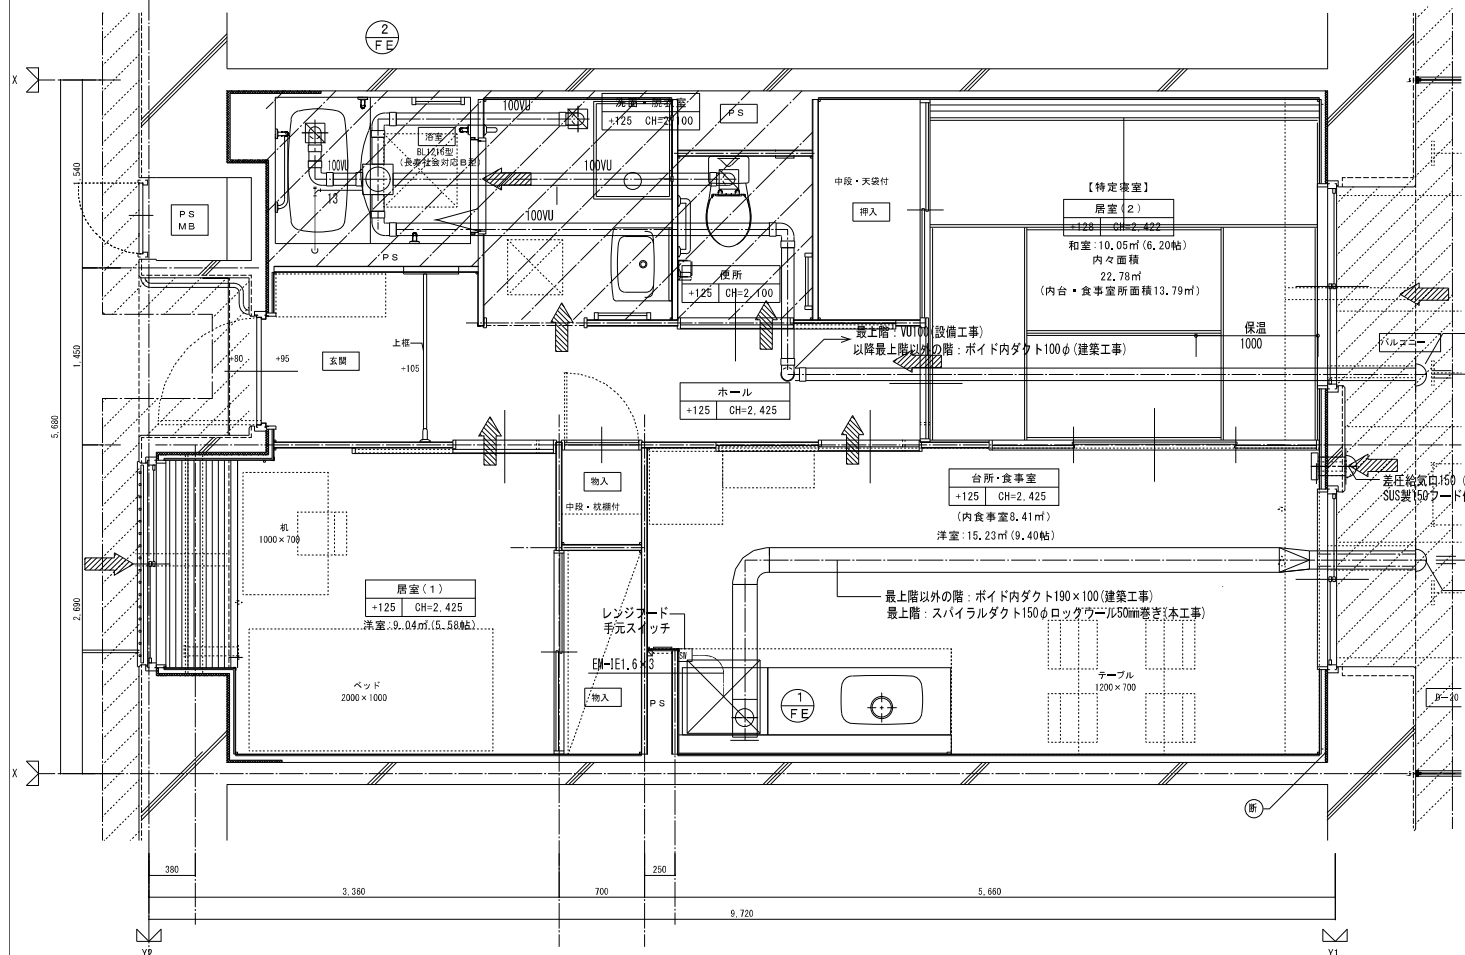 2
FE
X
洗面・脱衣室
+125 CH=2,100
100VU
PS
浴室
BL1216型
(長寿社会対応B型)
100VU
100VU
13
100VU
1,540
PS
MB
中段・天袋付
押入
【特定寝室】
居室(2)
+128 CH=2,422
和室:10.05㎡(6.20帖)
内々面積
22.78㎡
(内台・食事室所面積13.79㎡)
PS
便所
+125 CH=2,100
最上階:VU100(設備工事)
以降最上階以外の階:ボイド内ダクト100φ(建築工事)
保温
1000
バルコニー
1,450
5,680
+80
+95
玄関
上框
+105
ホール
+125 CH=2,425
物入
中段・枕棚付
台所・食事室
+125 CH=2,425
(内食事室8.41㎡)
洋室:15.23㎡(9.40帖)
差圧給気口150(
SUS製150フード付
机
1000×700
居室(1)
+125 CH=2,425
洋室:9.04㎡(5.58帖)
2,690
最上階以外の階:ボイド内ダクト190×100(建築工事)
最上階:スパイラルダクト150φロックウール50mm巻き(本工事)
レンジフード
手元スイッチ
SW
EM-IE1.6×3
ベッド
2000×1000
物入
PS
1
FE
テーブル
1200×700
D-20
X
断
380
250
3,360
700
5,660
9,720
Y2
Y1